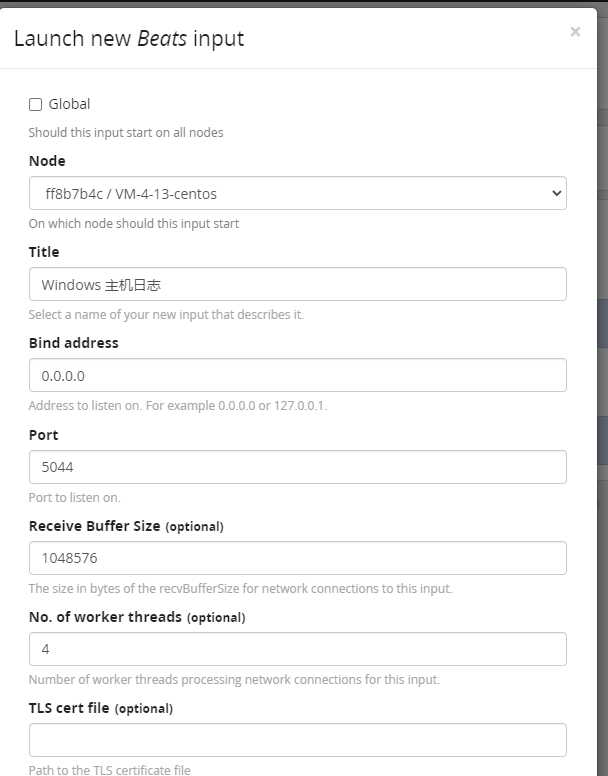 Launch new Beats input
×
Global
Should this input start on all nodes
Node
ff8b7b4c / VM-4-13-centos
On which node should this input start
Title
Windows 主机日志
Select a name of your new input that describes it.
Bind address
0.0.0.0
Address to listen on. For example 0.0.0.0 or 127.0.0.1.
Port
5044
Port to listen on.
Receive Buffer Size (optional)
1048576
The size in bytes of the recvBufferSize for network connections to this input.
No. of worker threads (optional)
4
Number of worker threads processing network connections for this input.
TLS cert file (optional)
Path to the TLS certificate file